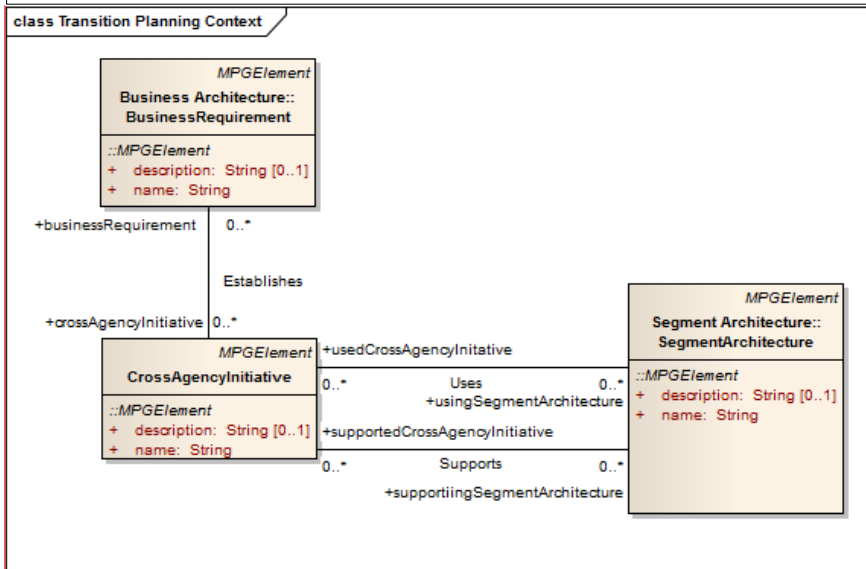 class Transition Planning Context
MPGElement
Business Architecture::
BusinessRequirement
::MPGElement
+ description: String [0..1]
+ name: String
+businessRequirement 0..*
Establishes
+crossAgencyInitiative 0..*
MPGElement
CrossAgencyInitiative
::MPGElement
+ description: String [0..1]
+ name: String
+usedCrossAgencyInitative
0..* Uses 0..*
+usingSegmentArchitecture
+supportedCrossAgencyInitiative
0..* Supports 0..*
+supportiingSegmentArchitecture
MPGElement
Segment Architecture::
SegmentArchitecture
::MPGElement
+ description: String [0..1]
+ name: String